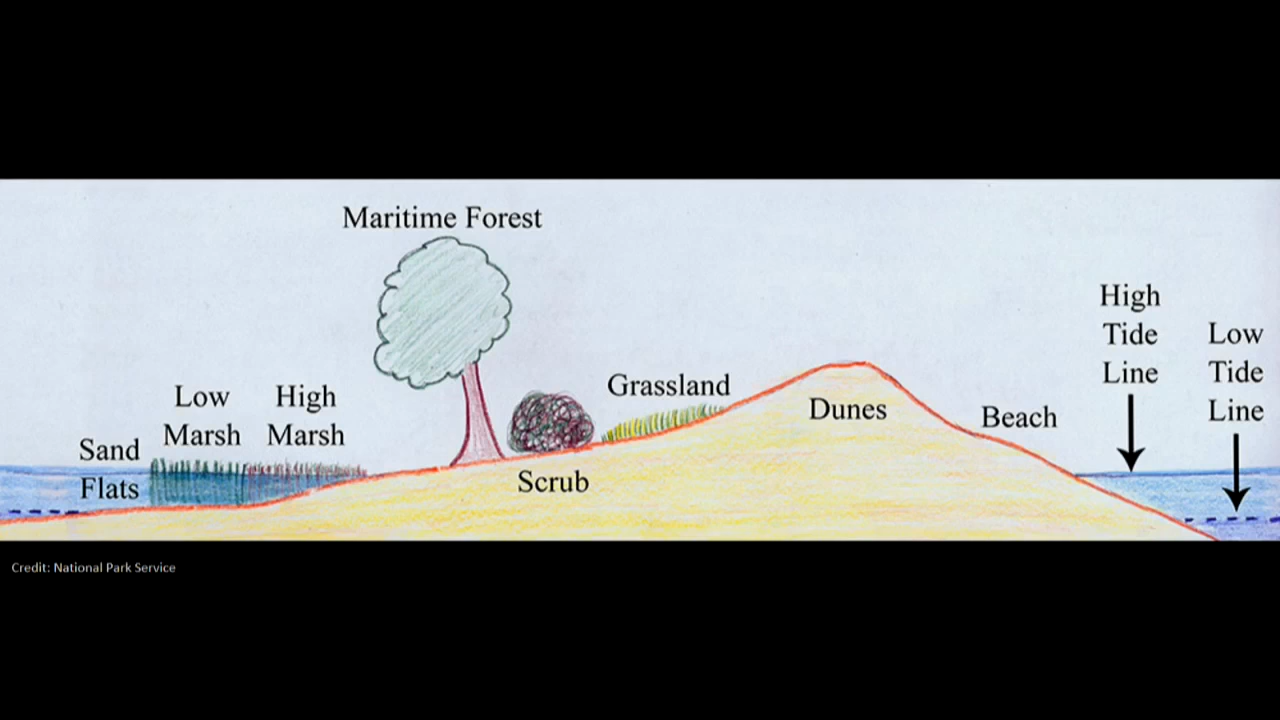 Maritime Forest
High
Tide
Line
Low
Tide
Line
Low
Marsh
High
Marsh
Grassland
Dunes
Beach
Sand
Flats
Scrub
Credit: National Park Service